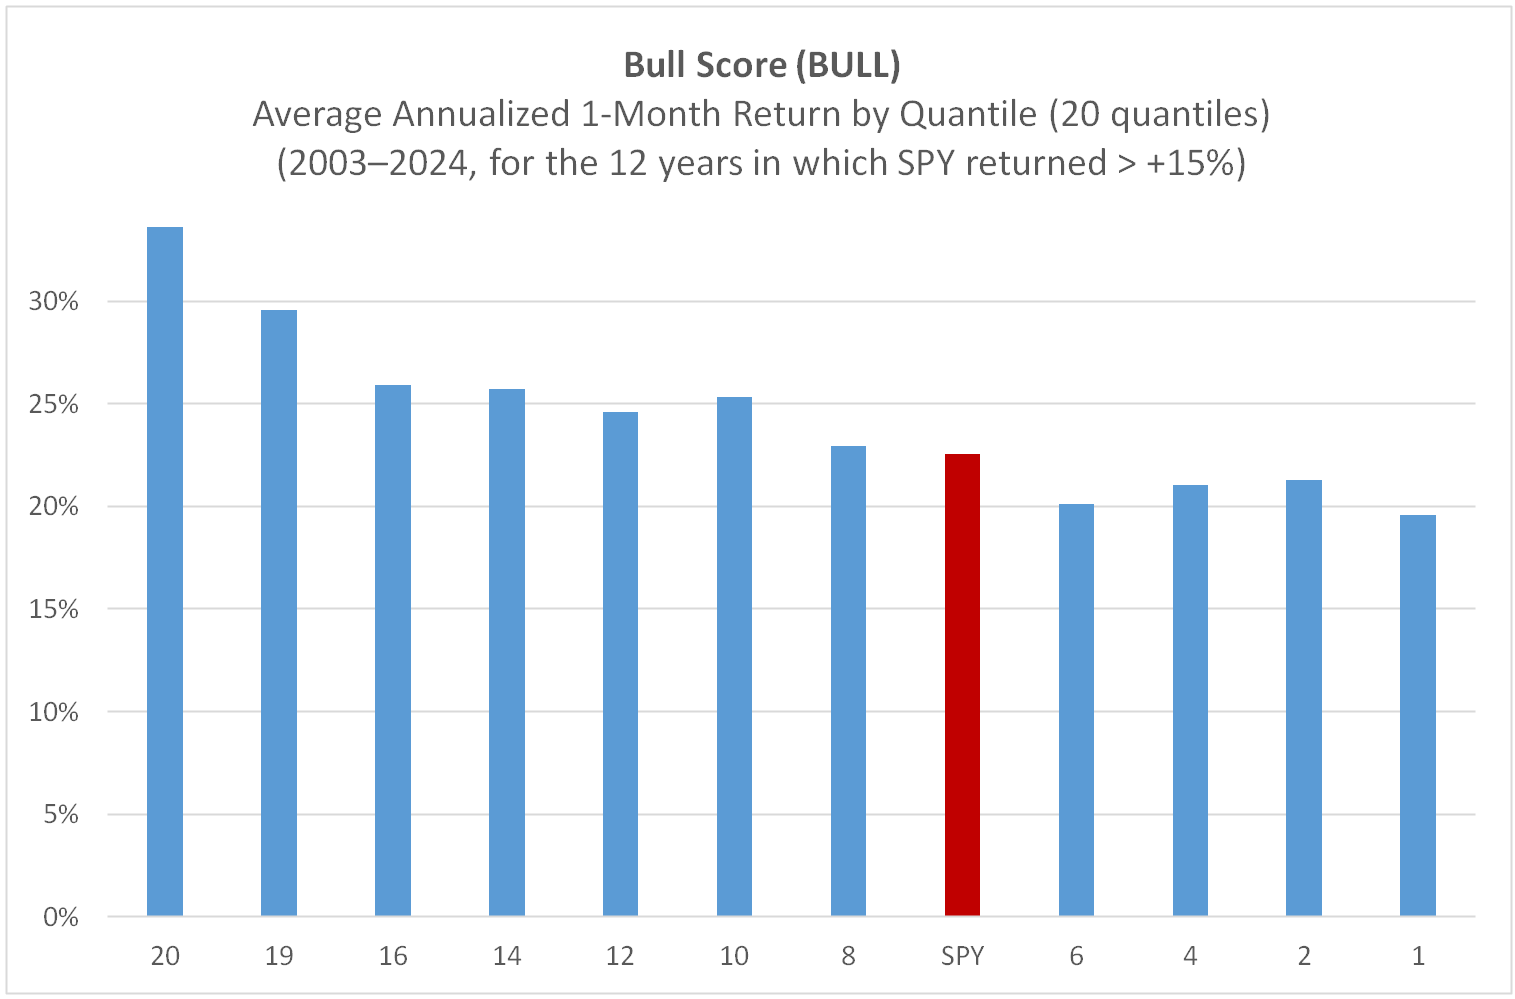 Bull Score (BULL)
Average Annualized 1-Month Return by Quantile (20 quantiles)
(2003–2024, for the 12 years in which SPY returned > +15%)
30%
25%
20%
15%
10%
5%
0%
20 19 16 14 12 10 8 SPY 6 4 2 1